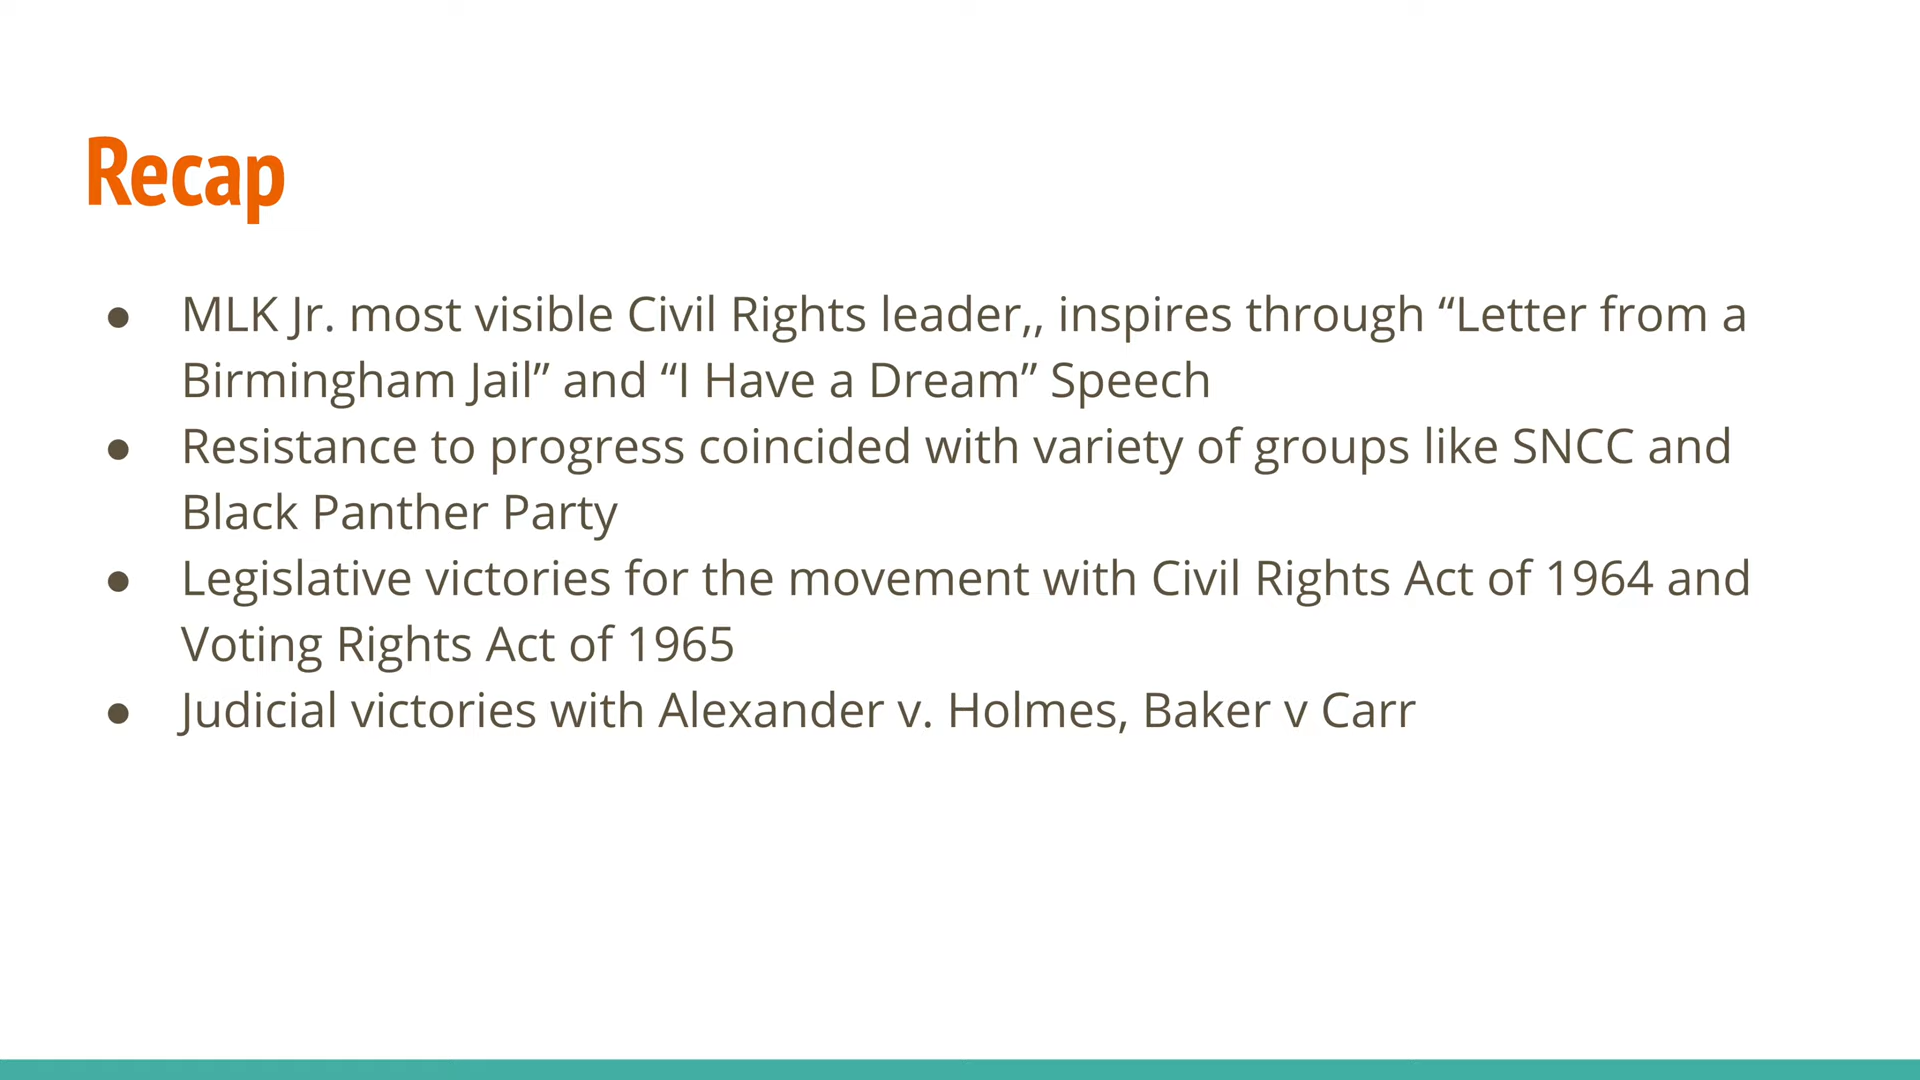 Recap
● MLK Jr. most visible Civil Rights leader,, inspires through “Letter from a
Birmingham Jail” and “I Have a Dream” Speech
● Resistance to progress coincided with variety of groups like SNCC and
Black Panther Party
● Legislative victories for the movement with Civil Rights Act of 1964 and
Voting Rights Act of 1965
● Judicial victories with Alexander v. Holmes, Baker v Carr